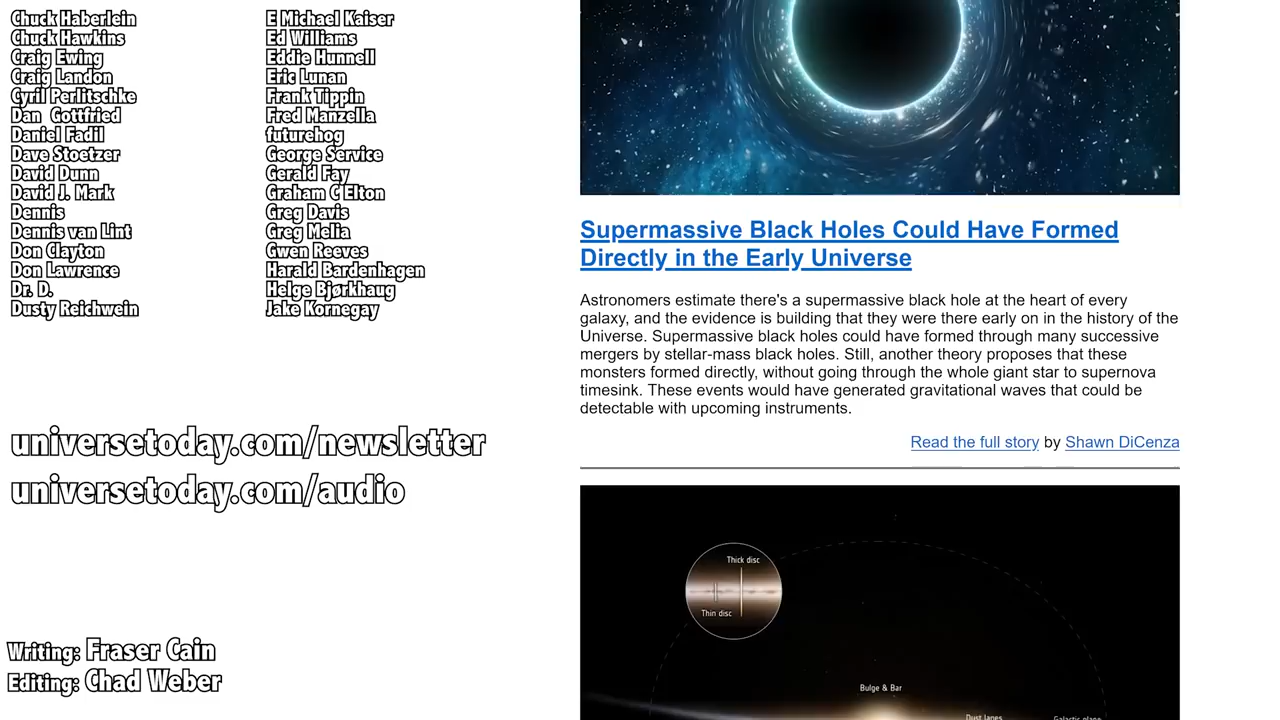 Chuck Haberlein
Chuck Hawkins
Craig Ewing
Craig Landon
Cyril Perlitschke
Dan  Gottfried
Daniel Fadil
Dave Stoetzer
David Dunn
David J. Mark
Dennis
Dennis van Lint
Don Clayton
Don Lawrence
Dr. D.
Dusty Reichwein
E Michael Kaiser
Ed Williams
Eddie Hunnell
Eric Lunan
Frank Tippin
Fred Manzella
futurehog
George Service
Gerald Fay
Graham C Elton
Greg Davis
Greg Melia
Gwen Reeves
Harald Bardenhagen
Helge Bjørkhaug
Jake Kornegay
universetoday.com/newsletter
universetoday.com/audio
Writing: Fraser Cain
Editing: Chad Weber
Supermassive Black Holes Could Have Formed
Directly in the Early Universe
Astronomers estimate there's a supermassive black hole at the heart of every
galaxy, and the evidence is building that they were there early on in the history of the
Universe. Supermassive black holes could have formed through many successive
mergers by stellar-mass black holes. Still, another theory proposes that these
monsters formed directly, without going through the whole giant star to supernova
timesink. These events would have generated gravitational waves that could be
detectable with upcoming instruments.
Read the full story by Shawn DiCenza
Thick disc
Thin disc
Bulge & Bar
Dust lanes
Galactic plane